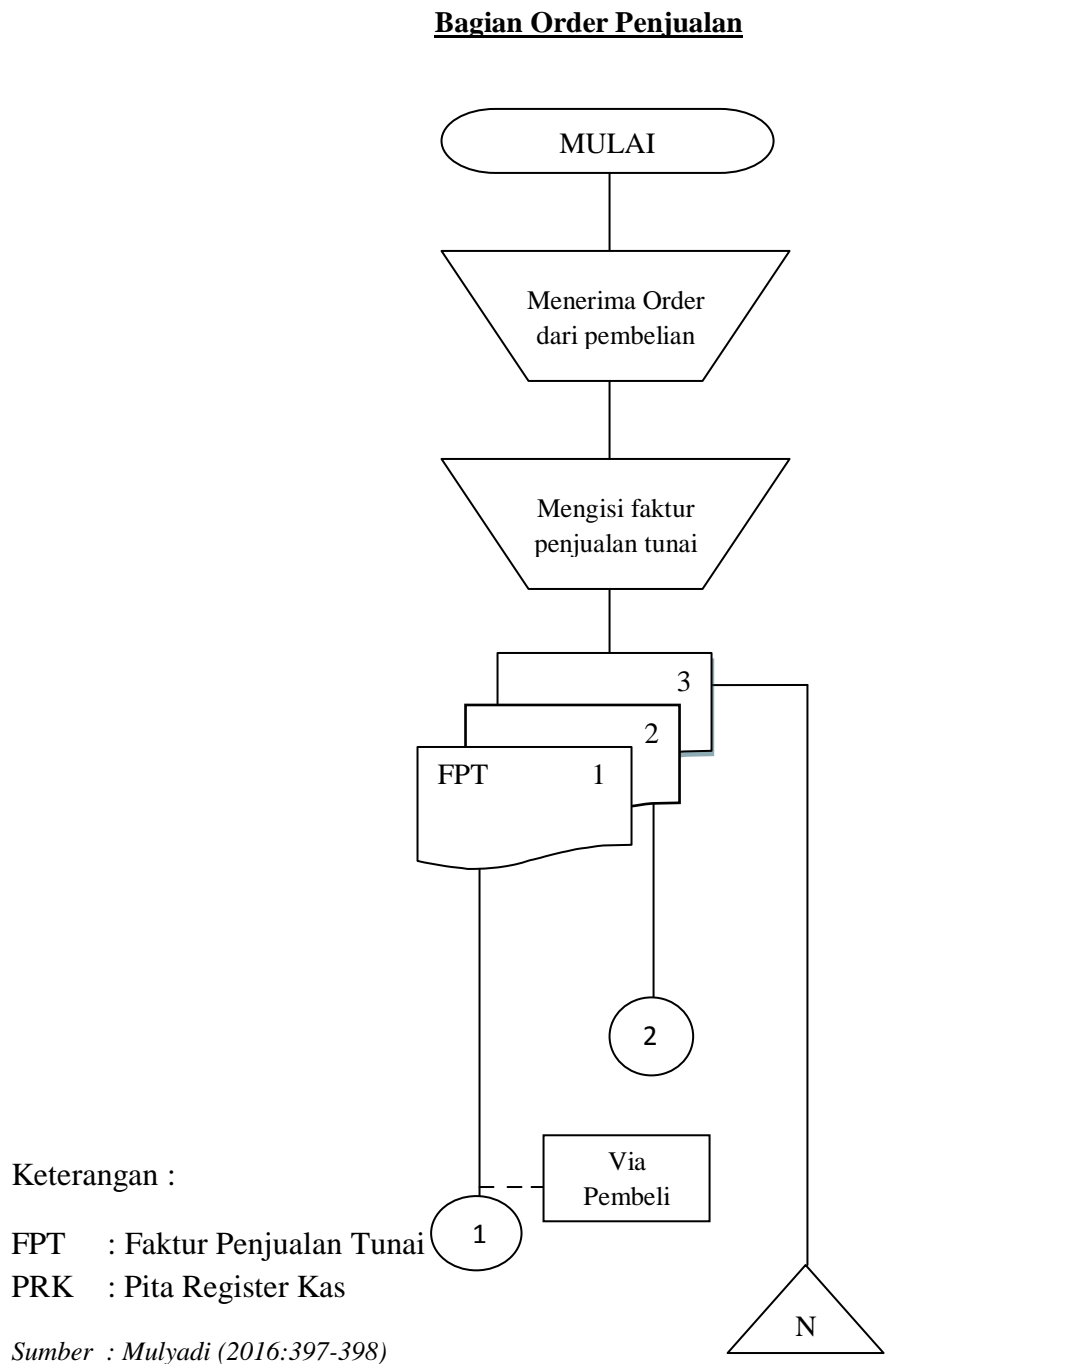 Bagian Order Penjualan
MULAI
Menerima Order
dari pembelian
Mengisi faktur
penjualan tunai
3
2
FPT 1
2
Via
Pembeli
1
N
Keterangan :
FPT : Faktur Penjualan Tunai
PRK : Pita Register Kas
Sumber : Mulyadi (2016:397-398)